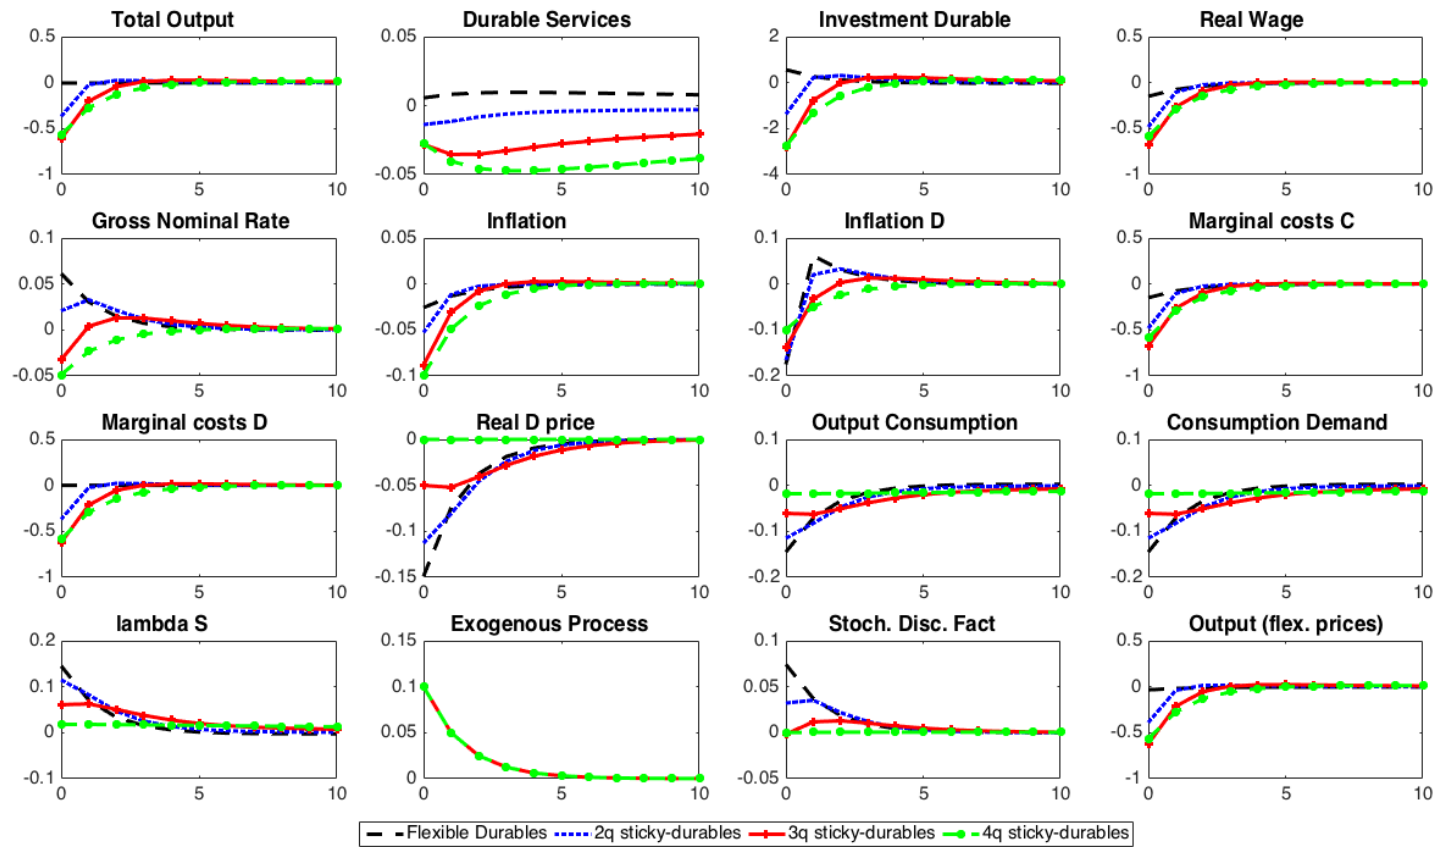 Total Output
Durable Services
Investment Durable
Real Wage
0.5
0
-0.5
-1
0 5 10
0.05
0
-0.05
0 5 10
2
0
-2
-4
0 5 10
0.5
0
-0.5
-1
0 5 10
Gross Nominal Rate
Inflation
Inflation D
Marginal costs C
0.1
0.05
0
-0.05
0 5 10
0.05
0
-0.05
-0.1
0 5 10
0.1
0
-0.1
-0.2
0 5 10
0.5
0
-0.5
-1
0 5 10
Marginal costs D
Real D price
Output Consumption
Consumption Demand
0.5
0
-0.5
-1
0 5 10
0
-0.05
-0.1
-0.15
0 5 10
0.1
0
-0.1
-0.2
0 5 10
0.1
0
-0.1
-0.2
0 5 10
lambda S
Exogenous Process
Stoch. Disc. Fact
Output (flex. prices)
0.2
0.1
0
-0.1
0 5 10
0.15
0.1
0.05
0
0 5 10
0.1
0.05
0
-0.05
0 5 10
0.5
0
-0.5
-1
0 5 10
Flexible Durables 2q sticky-durables 3q sticky-durables 4q sticky-durables